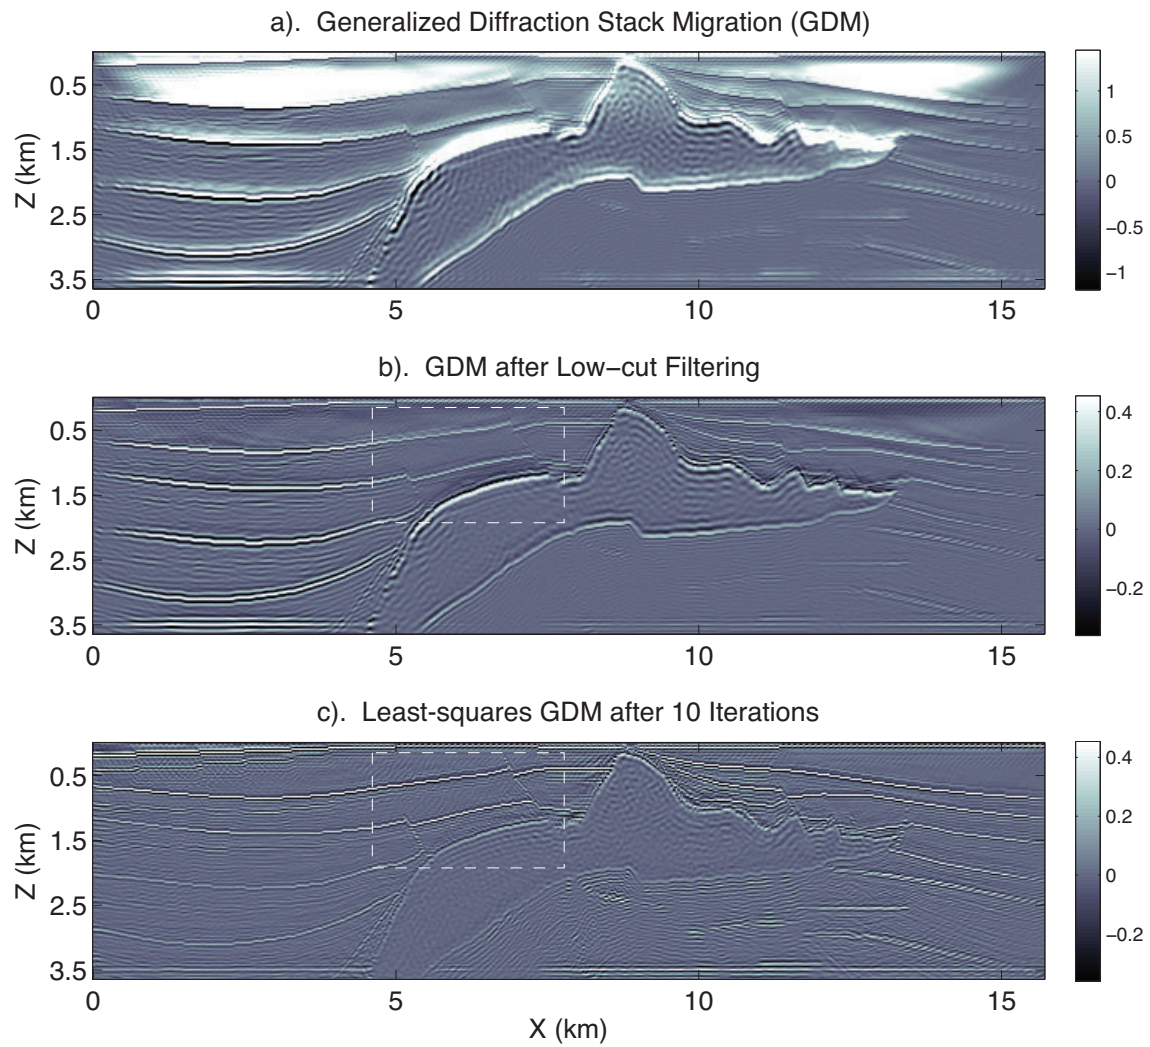 a). Generalized Diffraction Stack Migration (GDM)
0.5
1.5
2.5
3.5
Z (km)
0 5 10 15
1
0.5
0
−0.5
−1
b). GDM after Low−cut Filtering
0.5
1.5
2.5
3.5
Z (km)
0 5 10 15
0.4
0.2
0
−0.2
c). Least-squares GDM after 10 Iterations
0.5
1.5
2.5
3.5
Z (km)
0 5 10 15
X (km)
0.4
0.2
0
−0.2